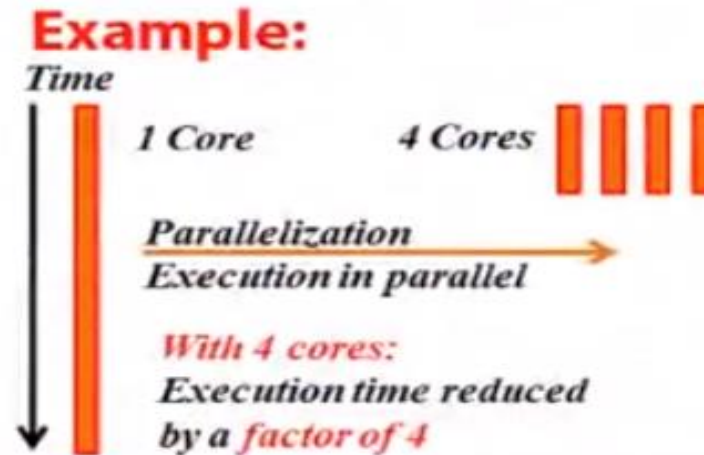 Example:
Time
1 Core
4 Cores
Parallelization
Execution in parallel
With 4 cores:
Execution time reduced
by a factor of 4